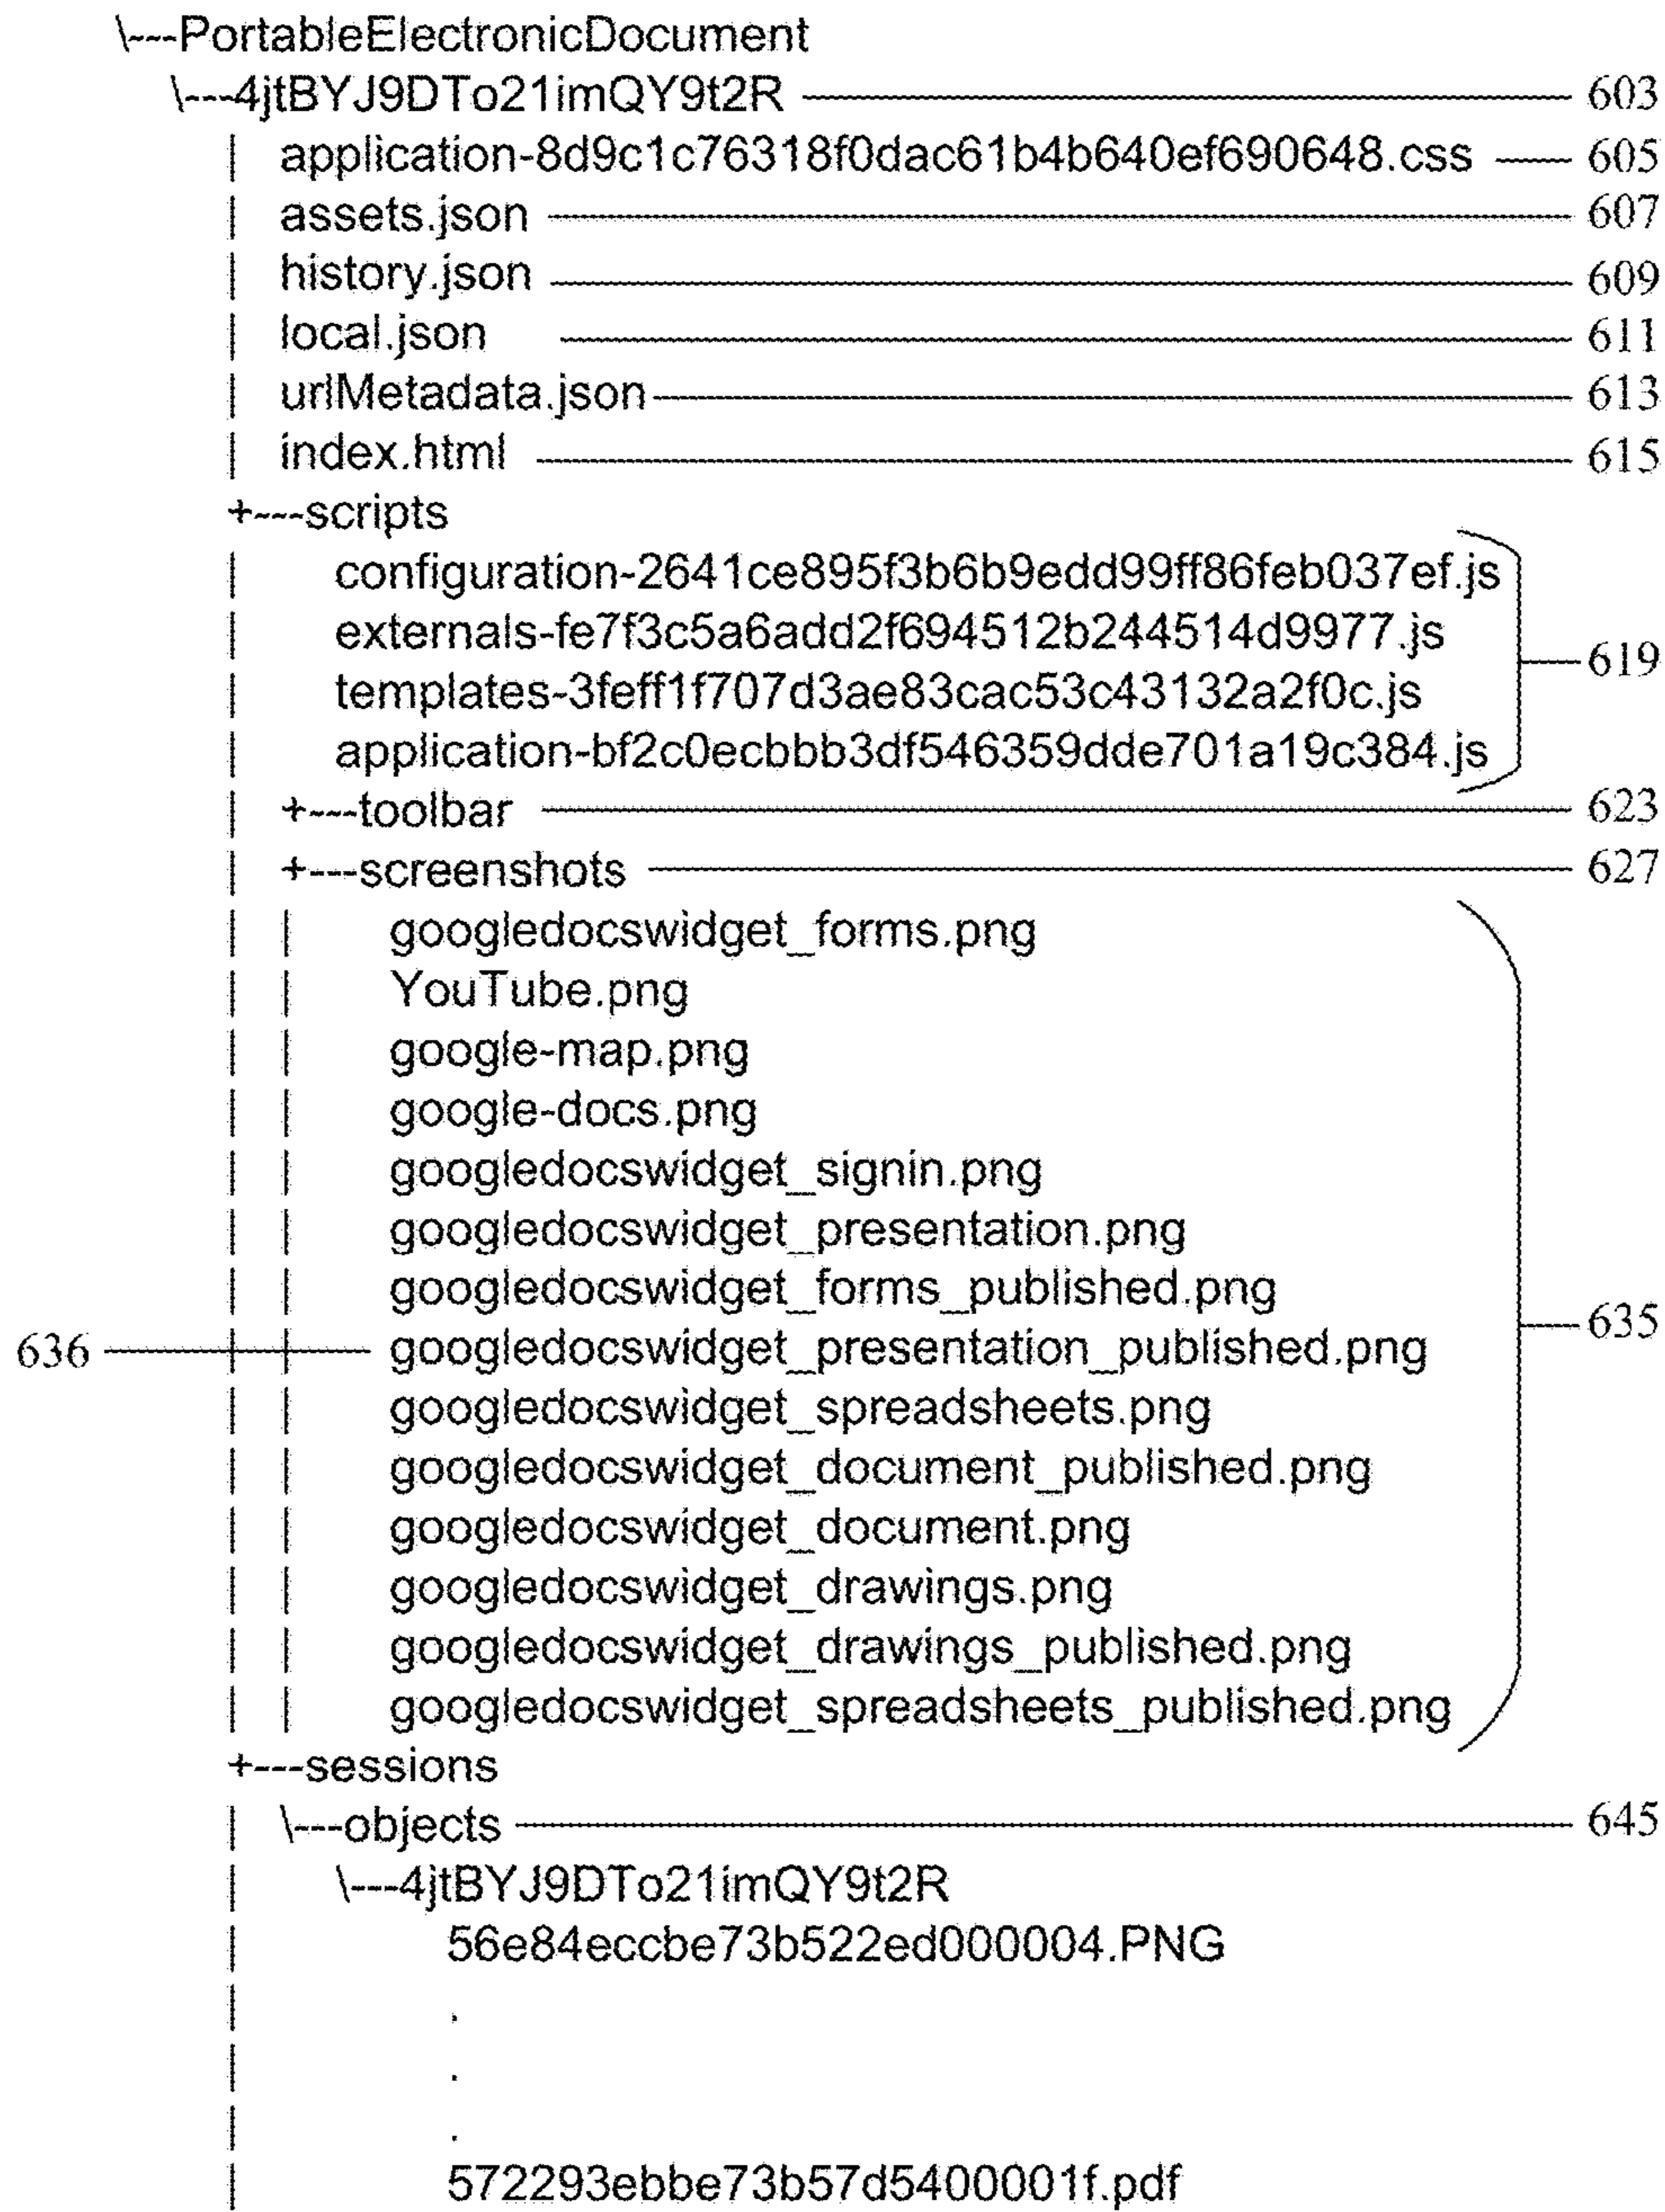 \---PortableElectronicDocument
\---4jtBYJ9DTo21imQY9t2R 603
| application-8d9c1c76318f0dac61b4b640ef690648.css 605
| assets.json 607
| history.json 609
| local.json 611
| urlMetadata.json 613
| index.html 615
+---scripts
| configuration-2641ce895f3b6b9edd99ff86feb037ef.js
| externals-fe7f3c5a6add2f694512b244514d9977.js
619
| templates-3feff1f707d3ae83cac53c43132a2f0c.js
| application-bf2c0ecbbb3df546359dde701a19c384.js
| +---toolbar 623
| +---screenshots 627
| | googledocswidget_forms.png
| | YouTube.png
| | google-map.png
| | google-docs.png
| | googledocswidget_signin.png
| | googledocswidget_presentation.png
| | googledocswidget_forms_published.png
635
636 | | googledocswidget_presentation_published.png
| | googledocswidget_spreadsheets.png
| | googledocswidget_document_published.png
| | googledocswidget_document.png
| | googledocswidget_drawings.png
| | googledocswidget_drawings_published.png
| | googledocswidget_spreadsheets_published.png
+---sessions
| \---objects 645
| \---4jtBYJ9DTo21imQY9t2R
| 56e84eccbe73b522ed000004.PNG
| .
| .
| .
| 572293ebbe73b57d5400001f.pdf